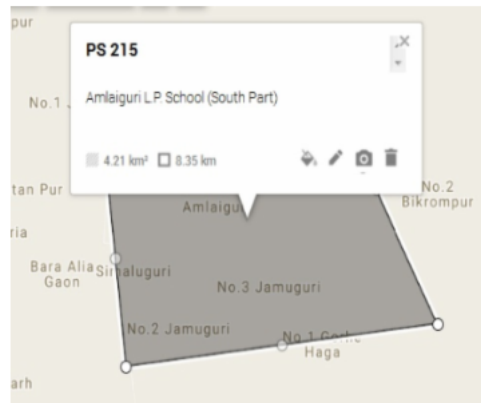 pur
PS 215
Amlaiguri L.P. School (South Part)
No.1
4.21 km² 8.35 km
tan Pur
No.2
Bikrompur
Amlaigu
ria
Bara Alia
Gaon
Simaluguri
No.3 Jamuguri
No.2 Jamuguri
No.1
Haga
arh